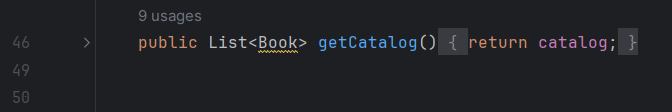 9 usages
46 public List<Book> getCatalog() { return catalog; }
49
50